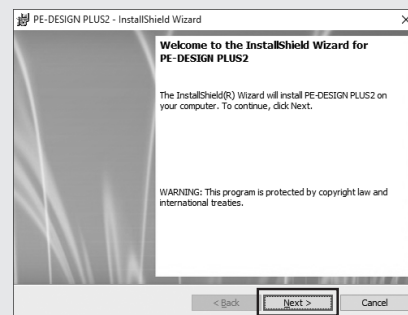 PE-DESIGN PLUS2 - InstallShield Wizard
Welcome to the InstallShield Wizard for
PE-DESIGN PLUS2
The InstallShield(R) Wizard will install PE-DESIGN PLUS2 on
your computer. To continue, click Next.
WARNING: This program is protected by copyright law and
international treaties.
< Back Next > Cancel